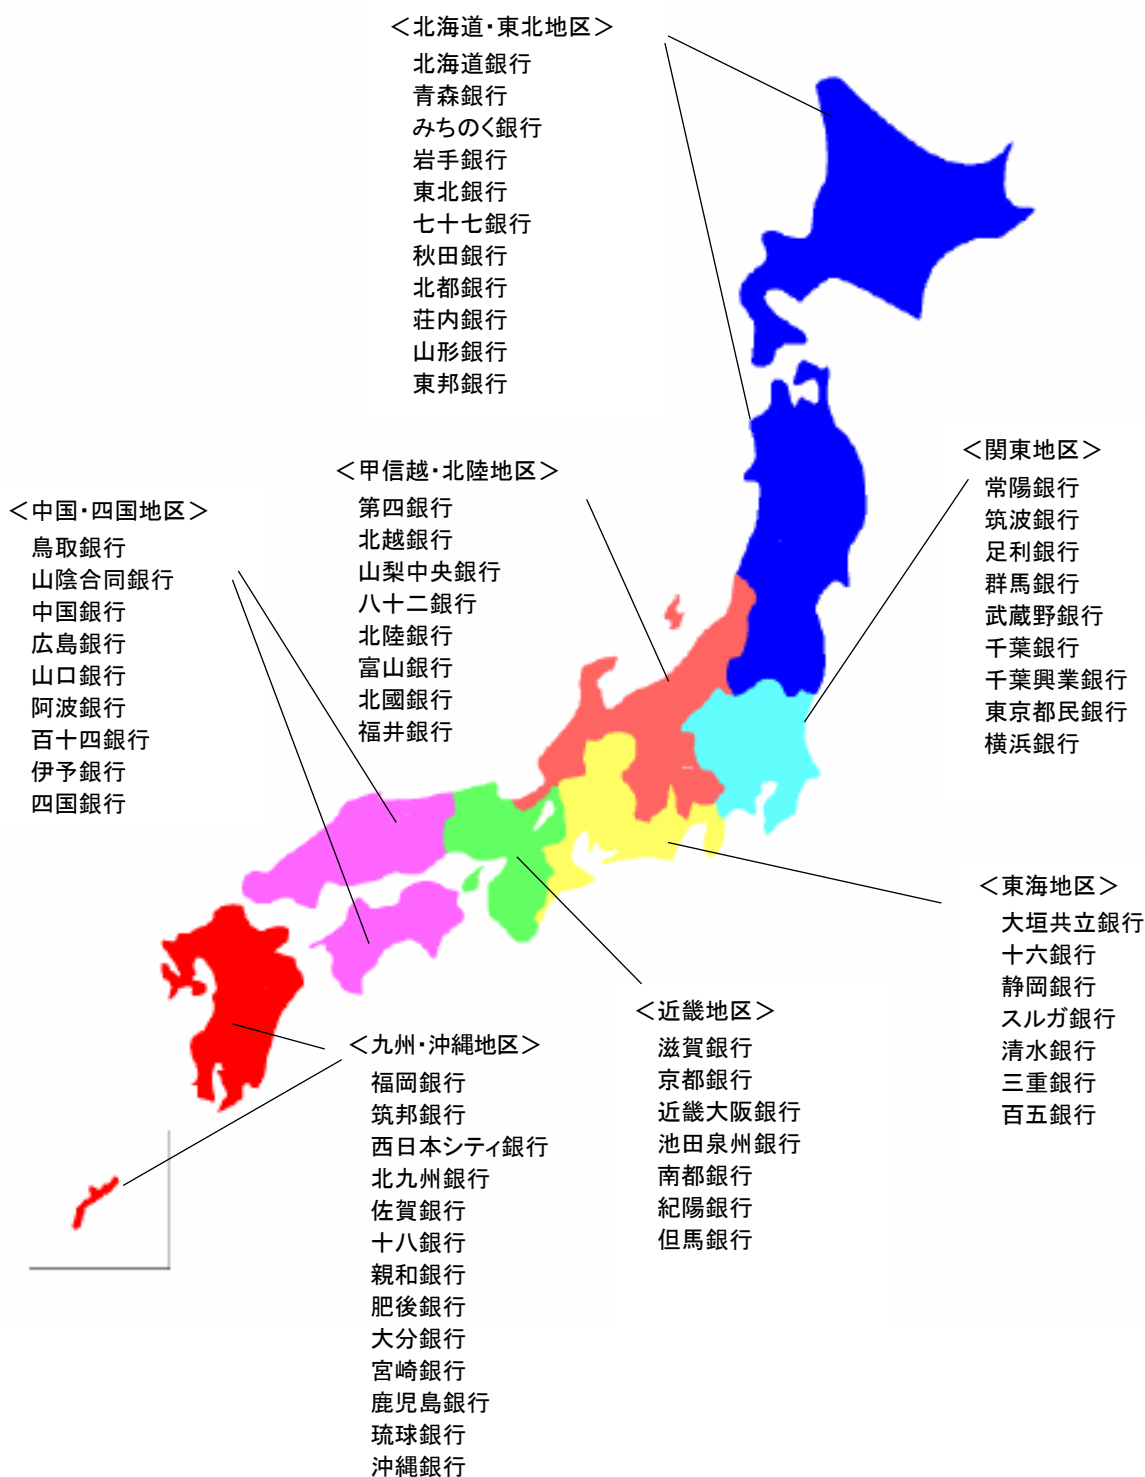 ＜北海道・東北地区＞
北海道銀行
青森銀行
みちのく銀行
岩手銀行
東北銀行
七十七銀行
秋田銀行
北都銀行
荘内銀行
山形銀行
東邦銀行
＜関東地区＞
常陽銀行
筑波銀行
足利銀行
群馬銀行
武蔵野銀行
千葉銀行
千葉興業銀行
東京都民銀行
横浜銀行
＜甲信越・北陸地区＞
第四銀行
北越銀行
山梨中央銀行
八十二銀行
北陸銀行
富山銀行
北國銀行
福井銀行
＜中国・四国地区＞
鳥取銀行
山陰合同銀行
中国銀行
広島銀行
山口銀行
阿波銀行
百十四銀行
伊予銀行
四国銀行
＜東海地区＞
大垣共立銀行
十六銀行
静岡銀行
スルガ銀行
清水銀行
三重銀行
百五銀行
＜近畿地区＞
滋賀銀行
京都銀行
近畿大阪銀行
池田泉州銀行
南都銀行
紀陽銀行
但馬銀行
＜九州・沖縄地区＞
福岡銀行
筑邦銀行
西日本シティ銀行
北九州銀行
佐賀銀行
十八銀行
親和銀行
肥後銀行
大分銀行
宮崎銀行
鹿児島銀行
琉球銀行
沖縄銀行